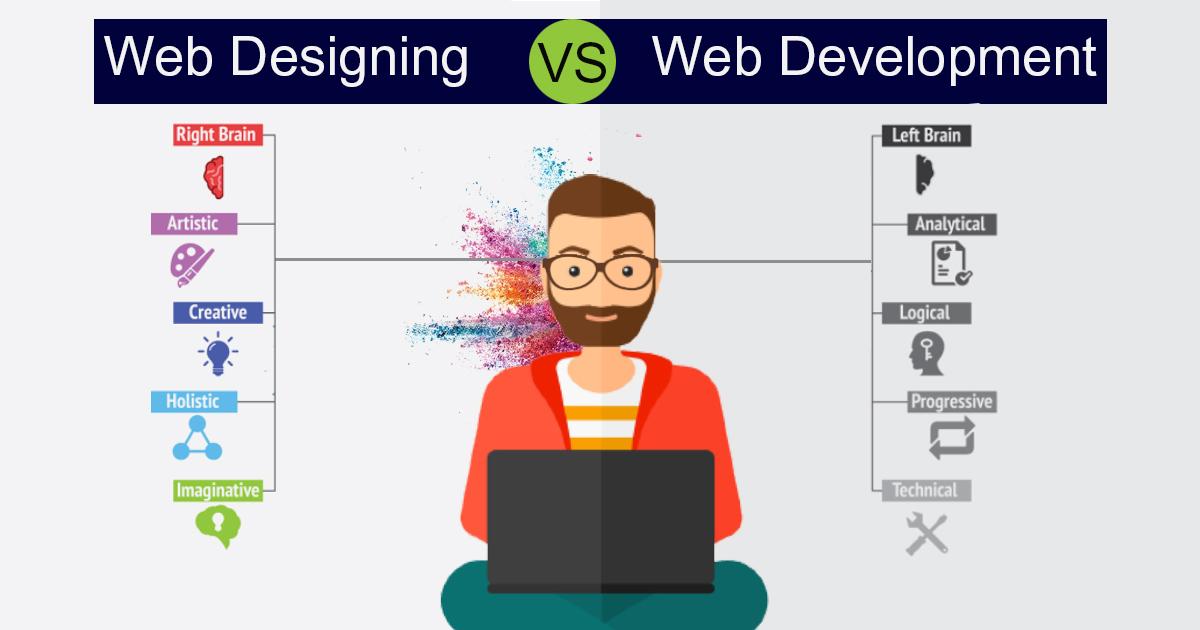 Web Designing VS Web Development
Right Brain
Artistic
Creative
Holistic
Imaginative
Left Brain
Analytical
Logical
Progressive
Technical